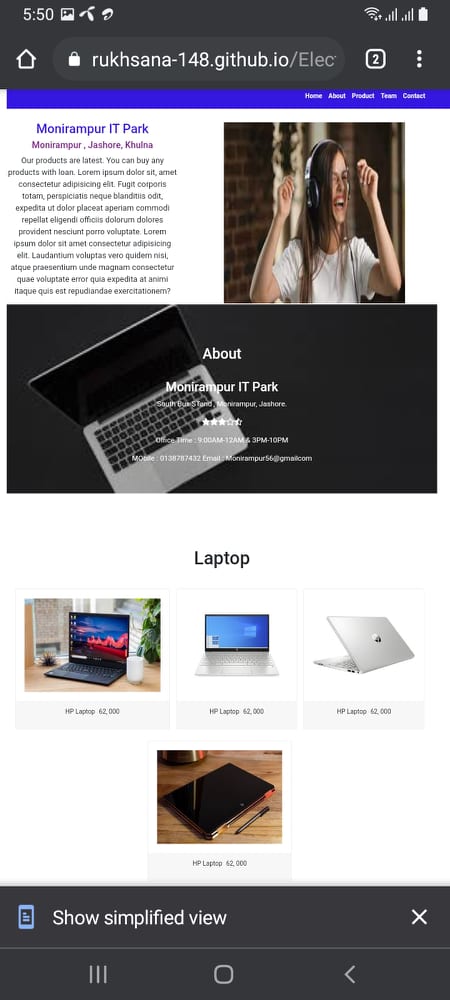 5:50
rukhsana-148.github.io/Elec
2
Home About Product Team Contact
Monirampur IT Park
Monirampur , Jashore, Khulna
Our products are latest. You can buy any
products with loan. Lorem ipsum dolor sit, amet
consectetur adipisicing elit. Fugit corporis
totam, perspiciatis neque blanditiis odit,
expedita ut dolor placeat aperiam commodi
repellat eligendi officiis dolorum dolores
provident nesciunt porro voluptate. Lorem
ipsum dolor sit amet consectetur adipisicing
elit. Laudantium voluptas vero quidem nisi,
atque praesentium unde magnam consectetur
quae voluptate error quia expedita at animi
itaque quis est repudiandae exercitationem?
About
Monirampur IT Park
South Bus STand , Monirampur, Jashore.
Office Time : 9:00AM-12AM & 3PM-10PM
MObile : 0138787432 Email : Monirampur56@gmailcom
Laptop
HP Laptop 62, 000
HP Laptop 62, 000
HP Laptop 62, 000
HP Laptop 62, 000
Show simplified view